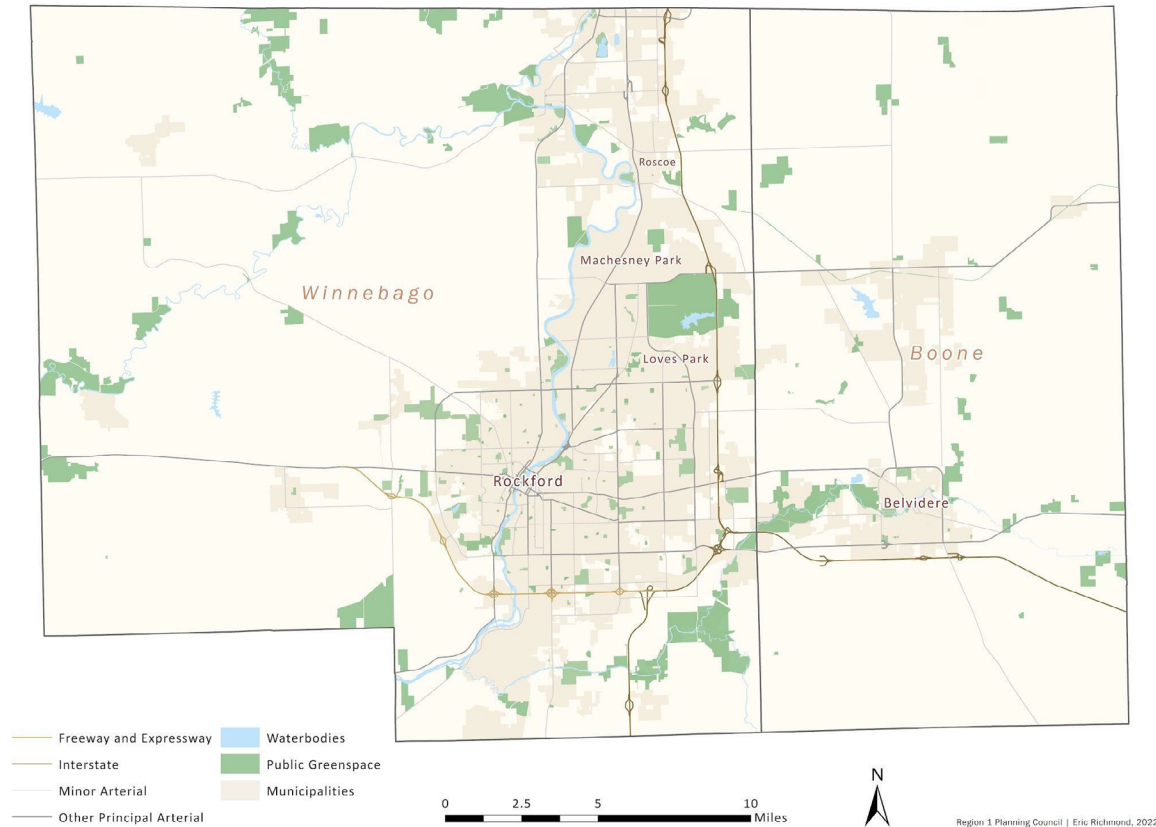 Roscoe
Machesney Park
Winnebago
Boone
Loves Park
Rockford
Belvidere
Freeway and Expressway
Interstate
Minor Arterial
Other Principal Arterial
Waterbodies
Public Greenspace
Municipalities
0 2.5 5 10
Miles
N
Region 1 Planning Council | Eric Richmond, 2022